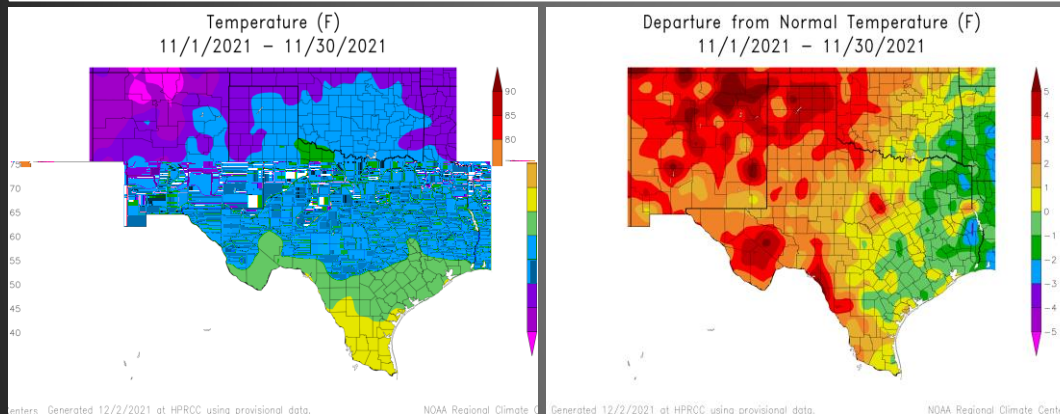 Temperature (F)
11/1/2021 – 11/30/2021
90
85
80
75
70
65
60
55
50
45
40
Generated 12/2/2021 at HPRCC using provisional data.
NOAA Regional Climate
Departure from Normal Temperature (F)
11/1/2021 – 11/30/2021
5
4
3
2
1
0
-1
-2
-3
-4
-5
Generated 12/2/2021 at HPRCC using provisional data.
NOAA Regional Climate